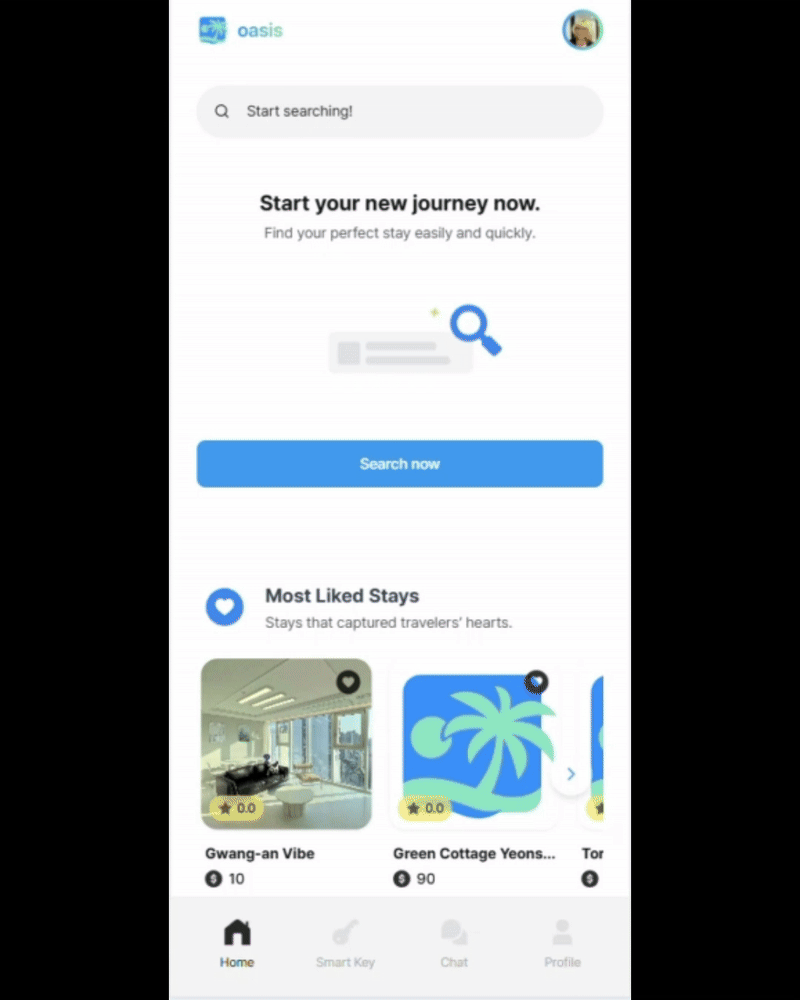 oasis
Start searching!
Start your new journey now.
Find your perfect stay easily and quickly.
Search now
Most Liked Stays
Stays that captured travelers' hearts.
0.0
0.0
Gwang-an Vibe
Green Cottage Yeons...
Tor
$ 10
$ 90
$
Home
Smart Key
Chat
Profile